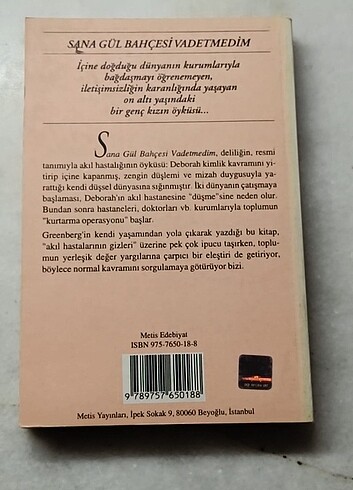 SANA GÜL BAHÇESİ VADETMEDİM
İçine doğduğu dünyanın kurumlarıyla
bağdaşmayı öğrenemeyen,
iletişimsizliğin karanlığında yaşayan
on altı yaşındaki
bir genç kızın öyküsü...
Sana Gül Bahçesi Vadetmedim, deliliğin, resmi
tanımıyla akıl hastalığının öyküsü: Deborah kimlik kavramını yi-
tirip içine kapanmış, zengin düşlemi ve mizah duygusuyla ya-
rattığı kendi düşsel dünyasına sığınmıştır. İki dünyanın çatışmaya
başlaması, Deborah'ın akıl hastanesine "düşme"sine neden olur.
Bundan sonra hastaneleri, doktorları vb. kurumlarıyla toplumun
"kurtarma operasyonu" başlar.
Greenberg'in kendi yaşamından yola çıkarak yazdığı bu kitap,
"akıl hastalarının gizleri" üzerine pek çok ipucu taşırken, toplu-
mun yerleşik değer yargılarına çarpıcı bir eleştiri de getiriyor,
böylece normal kavramını sorgulamaya götürüyor bizi.
Metis Edebiyat
ISBN 975-7650-18-8
9 789757 650188
Metis Yayınları, İpek Sokak 9, 80060 Beyoğlu, İstanbul